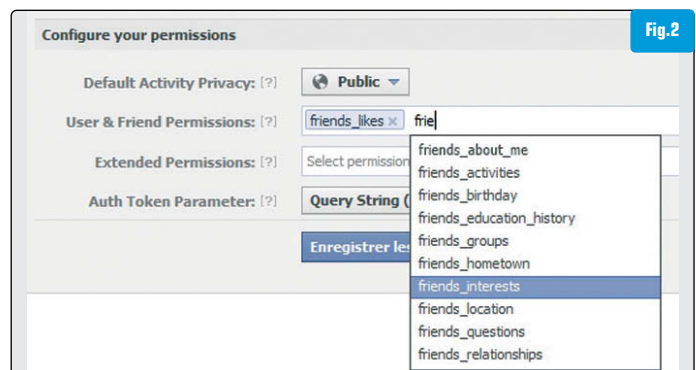 Fig.2
Configure your permissions
Default Activity Privacy: [?] Public
User & Friend Permissions: [?] friends_likes × frie
friends_about_me
Extended Permissions: [?] Select permission
friends_activities
friends_birthday
Auth Token Parameter: [?] Query String (
friends_education_history
friends_groups
Enregistrer les
friends_hometown
friends_interests
friends_location
friends_questions
friends_relationships